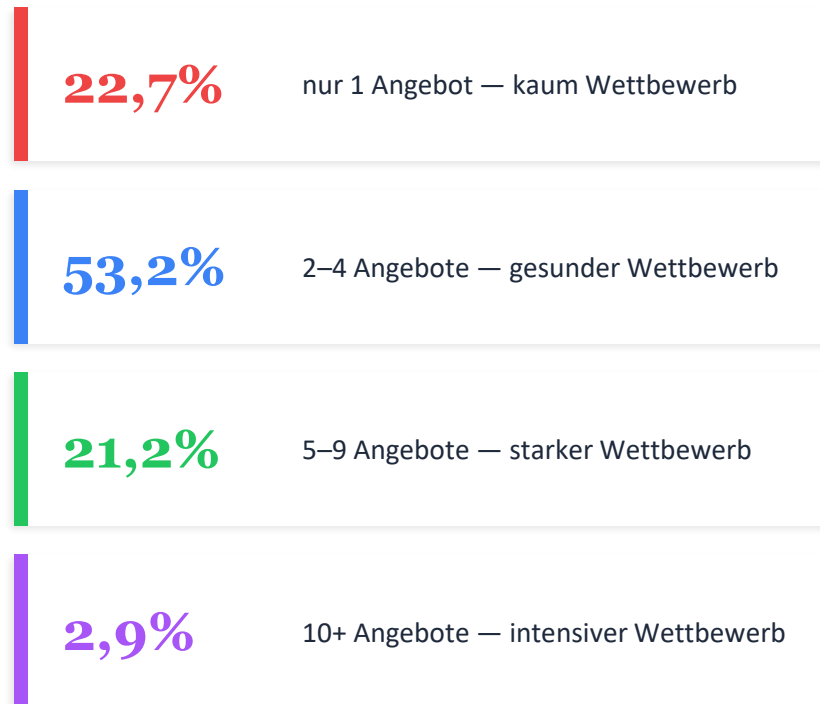 22,7% nur 1 Angebot — kaum Wettbewerb
53,2% 2–4 Angebote — gesunder Wettbewerb
21,2% 5–9 Angebote — starker Wettbewerb
2,9% 10+ Angebote — intensiver Wettbewerb